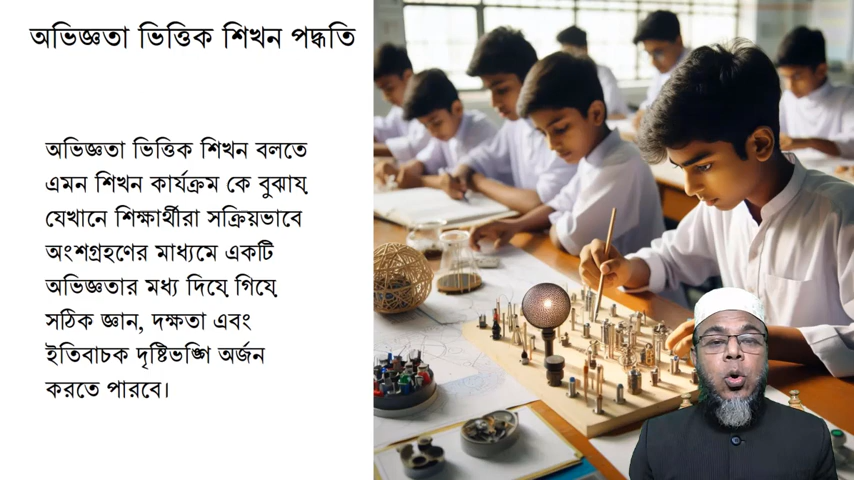 অভিজ্ঞতা ভিত্তিক শিখন পদ্ধতি
অভিজ্ঞতা ভিত্তিক শিখন বলতে
এমন শিখন কার্যক্রম কে বুঝায়
যেখানে শিক্ষার্থীরা সক্রিয়ভাবে
অংশগ্রহণের মাধ্যমে একটি
অভিজ্ঞতার মধ্য দিয়ে গিয়ে
সঠিক জ্ঞান, দক্ষতা এবং
ইতিবাচক দৃষ্টিভঙ্গি অর্জন
করতে পারবে।